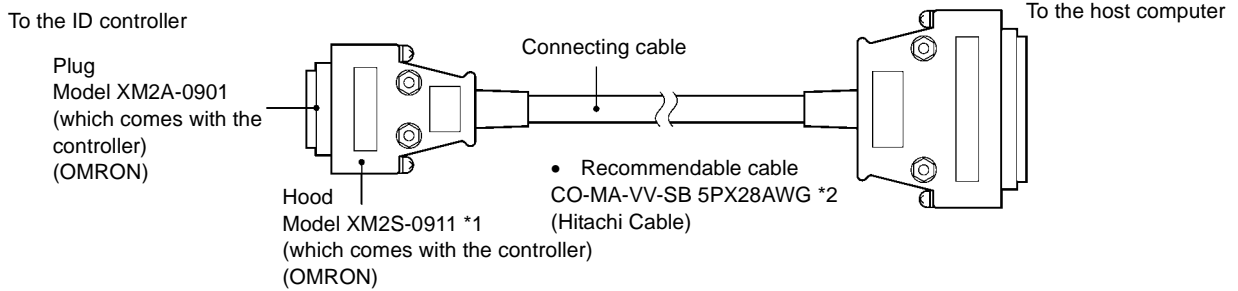 To the ID controller
To the host computer
Plug
Model XM2A-0901
(which comes with the
controller)
(OMRON)
Connecting cable
Hood
Model XM2S-0911 *1
(which comes with the controller)
(OMRON)
• Recommendable cable
CO-MA-VV-SB 5PX28AWG *2
(Hitachi Cable)